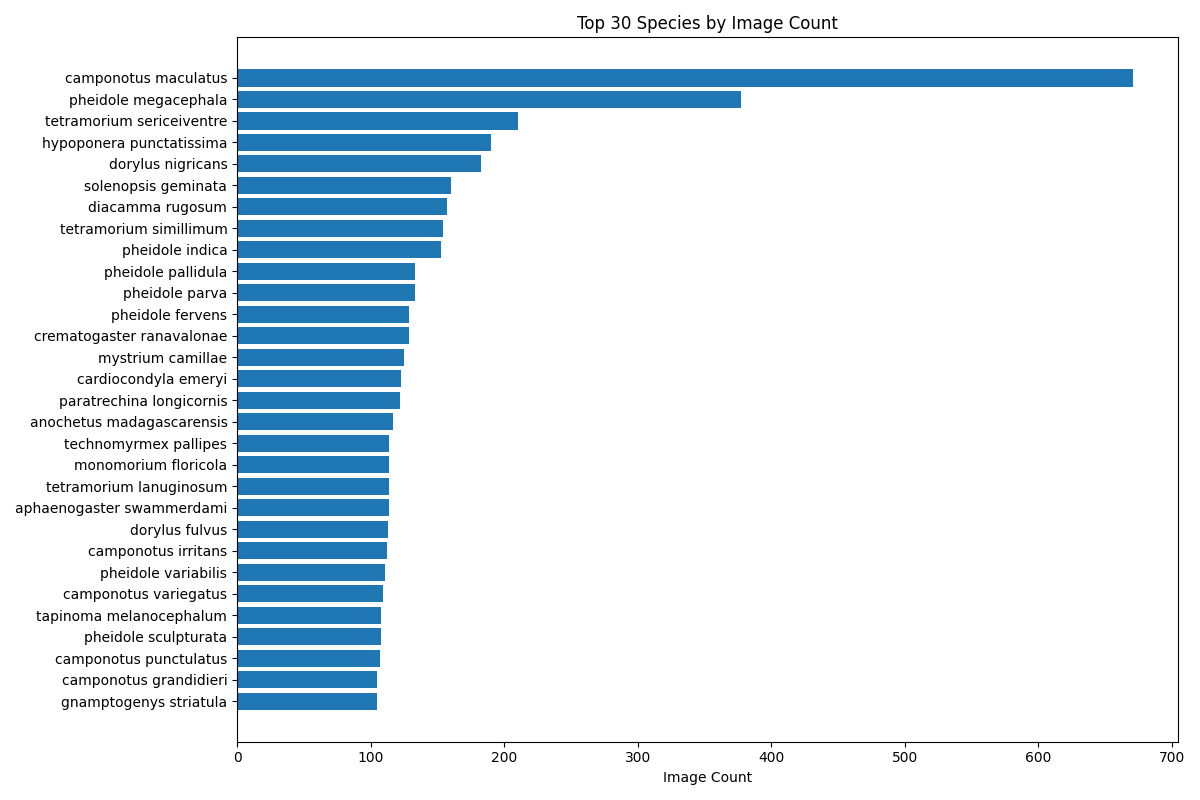 Top 30 Species by Image Count
camponotus maculatus
pheidole megacephala
tetramorium sericeiventre
hypoponera punctatissima
dorylus nigricans
solenopsis geminata
diacamma rugosum
tetramorium simillimum
pheidole indica
pheidole pallidula
pheidole parva
pheidole fervens
crematogaster ranavalonae
mystrium camillae
cardiocondyla emeryi
paratrechina longicornis
anochetus madagascarensis
technomyrmex pallipes
monomorium floricola
tetramorium lanuginosum
aphaenogaster swammerdami
dorylus fulvus
camponotus irritans
pheidole variabilis
camponotus variegatus
tapinoma melanocephalum
pheidole sculpturata
camponotus punctulatus
camponotus grandidieri
gnamptogenys striatula
0 100 200 300 400 500 600 700
Image Count